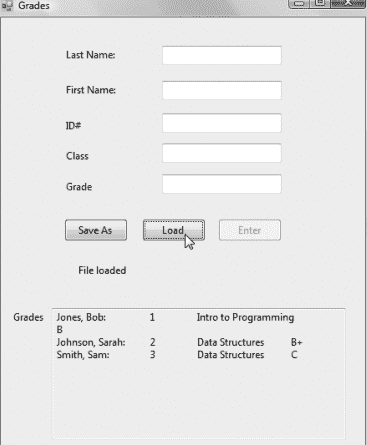 Grades
Last Name:
First Name:
ID#
Class
Grade
Save As Load Enter
File loaded
Grades Jones, Bob: 1 Intro to Programming
B
Johnson, Sarah: 2 Data Structures B+
Smith, Sam: 3 Data Structures C